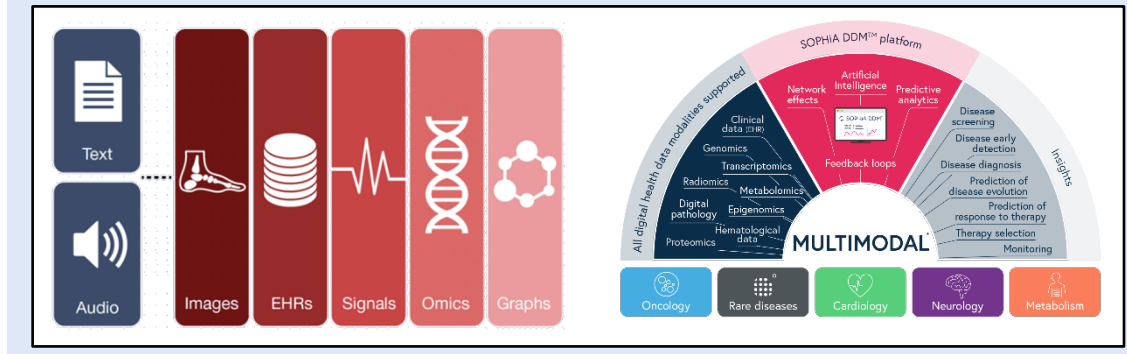 Text
Audio
Images
EHRs
Signals
Omics
Graphs
SOPHiA DDM™ platform
All digital health data modalities supported
Insights
Network
effects
Artificial
Intelligence
Predictive
analytics
SOPHiA DDM
Feedback loops
Clinical
data (EHR)
Genomics
Transcriptomics
Radiomics
Metabolomics
Digital
pathology
Epigenomics
Hematological
data
Proteomics
Disease
screening
Disease early
detection
Disease diagnosis
Prediction of
disease evolution
Prediction of
response to therapy
Therapy selection
Monitoring
MULTIMODAL
Oncology
Rare diseases
Cardiology
Neurology
Metabolism